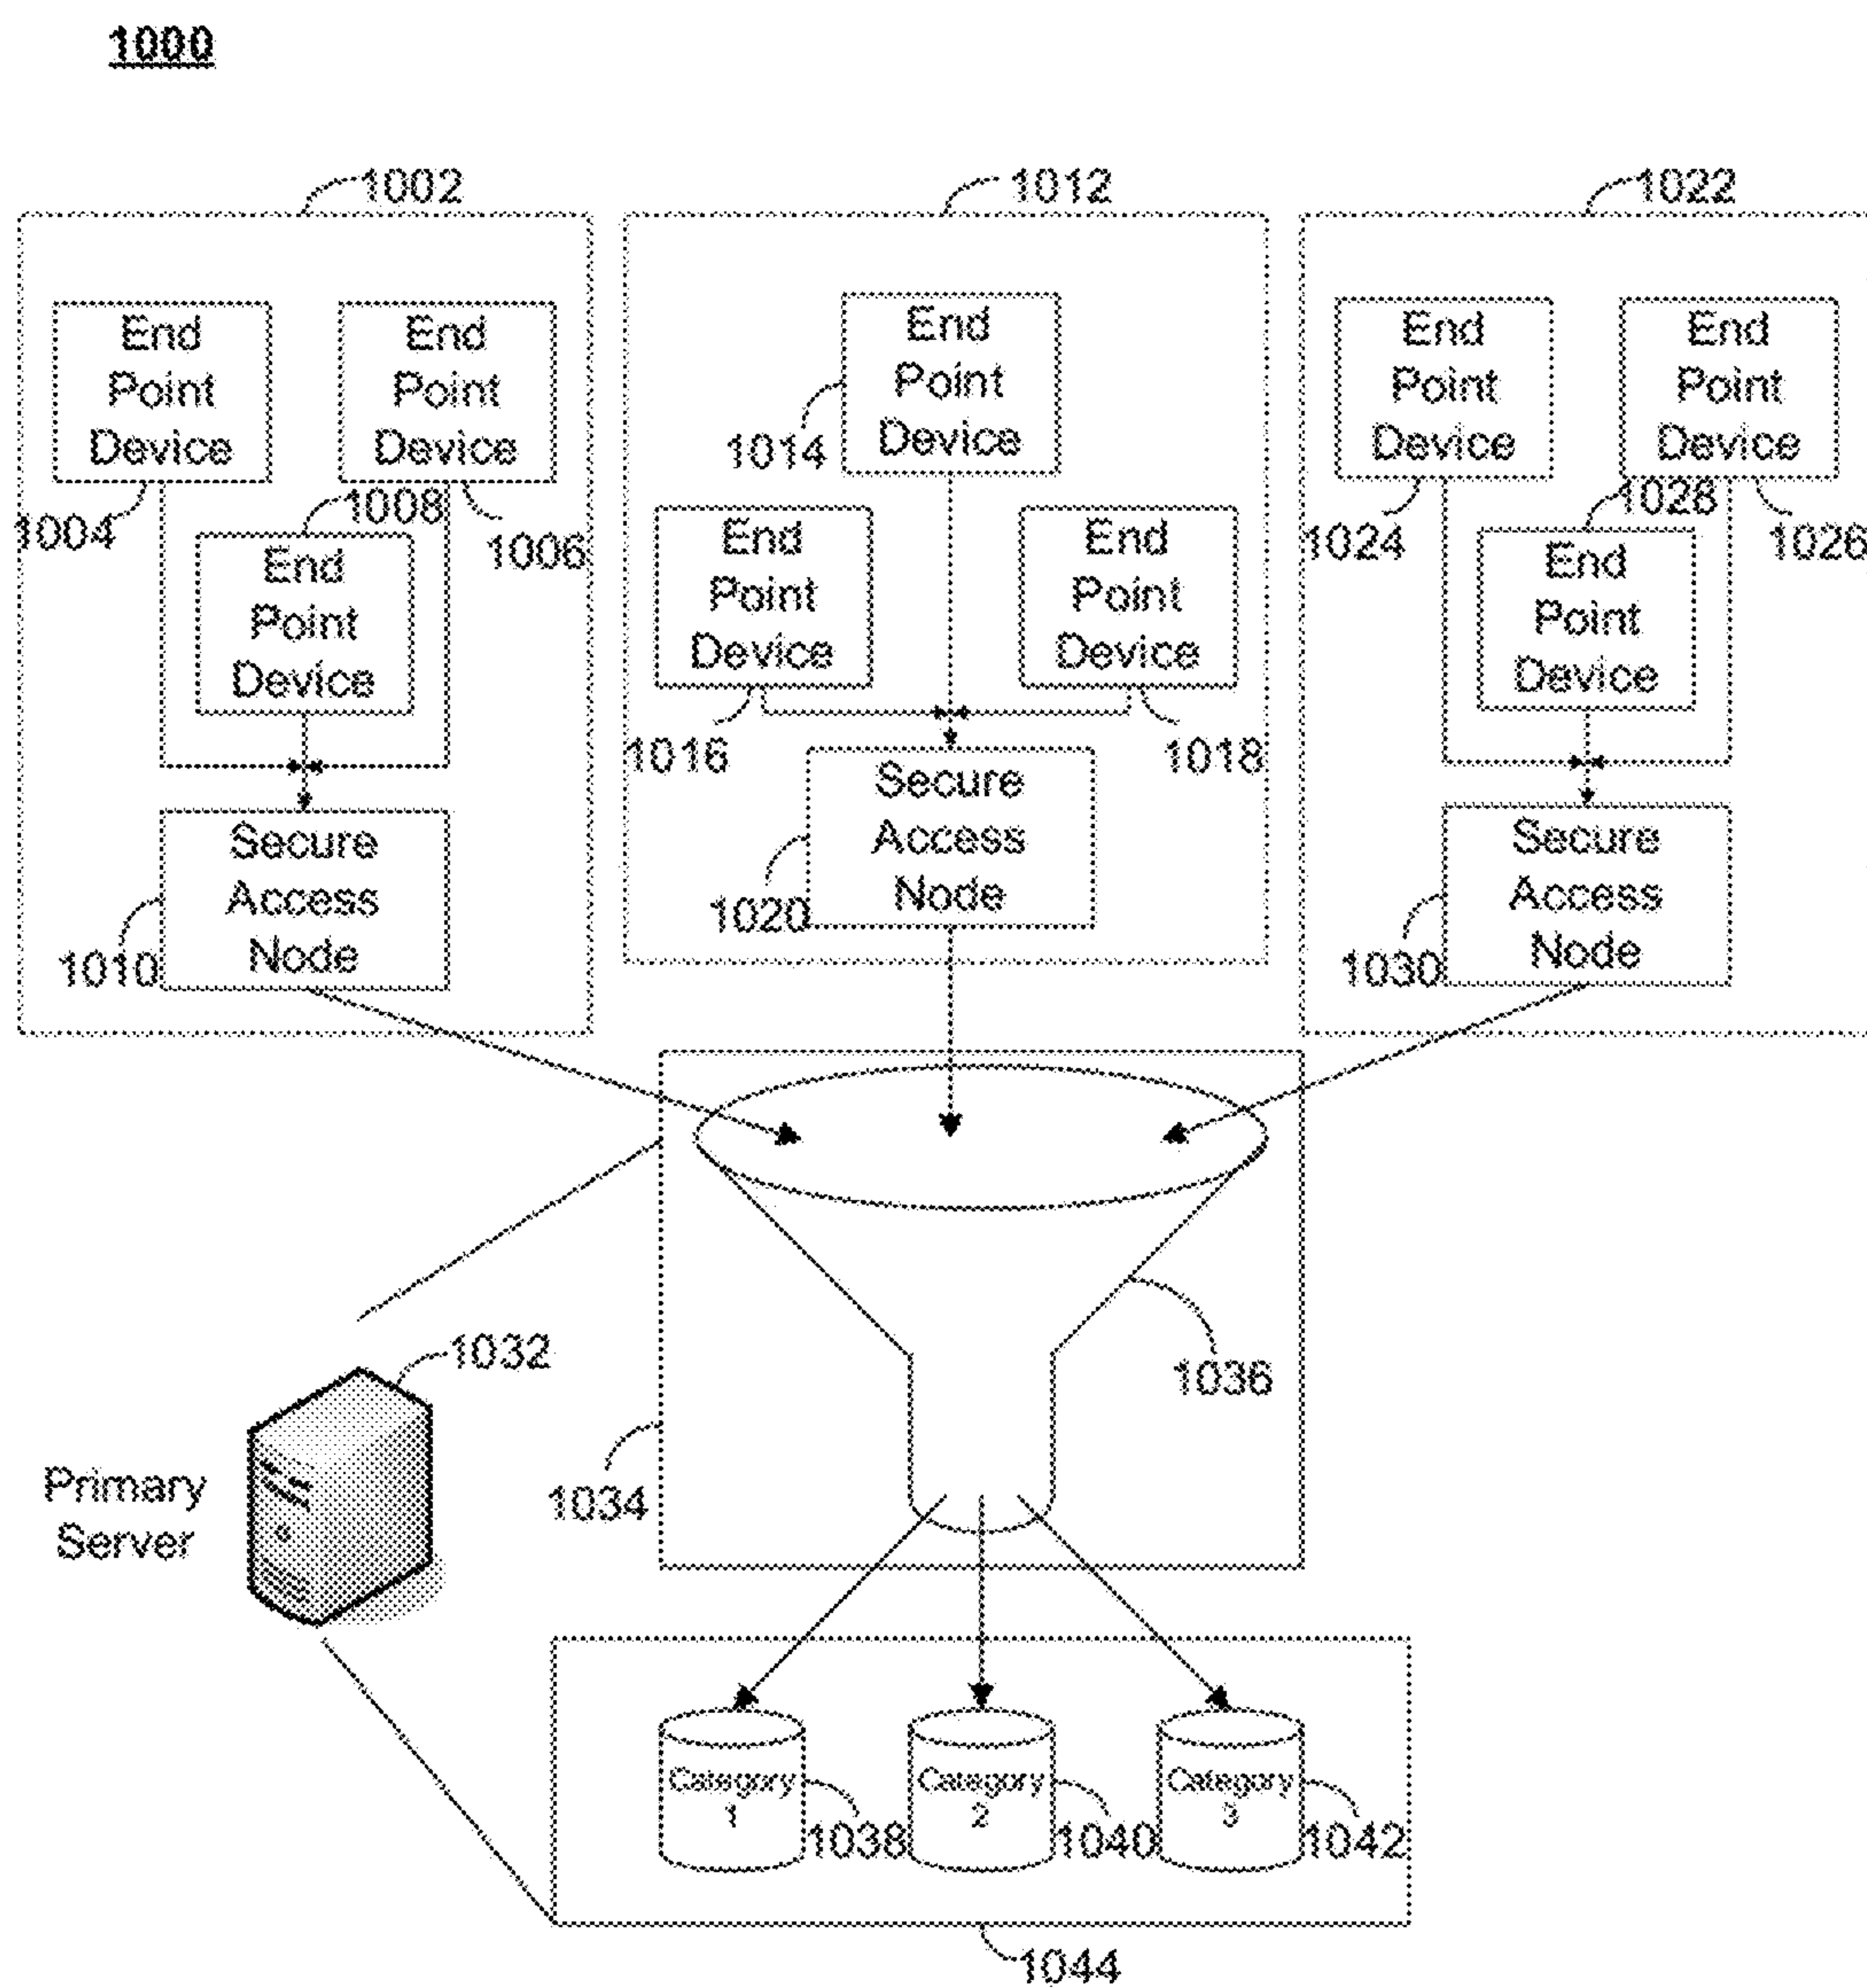 1000
1002
1012
1022
End
Point
Device
End
Point
Device
End
Point
Device
End
Point
Device
End
Point
Device
1004
1008
1006
1014
1024
1028
1026
End
Point
Device
End
Point
Device
End
Point
Device
End
Point
Device
1016
1018
Secure
Access
Node
Secure
Access
Node
Secure
Access
Node
1010
1020
1030
1032
1036
1034
Primary
Server
Category
1
Category
2
Category
3
1038
1040
1042
1044